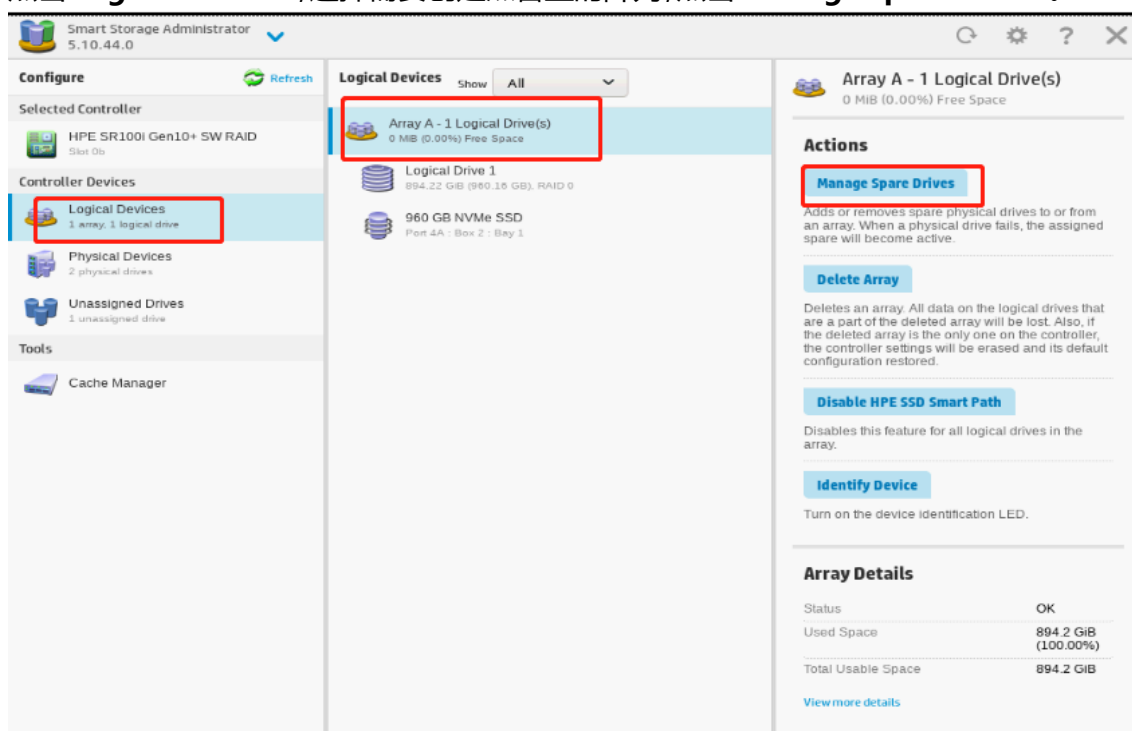 Smart Storage Administrator
5.10.44.0
Configure
Refresh
Selected Controller
HPE SR100i Gen10+ SW RAID
Slot 0b
Controller Devices
Logical Devices
1 array, 1 logical drive
Physical Devices
2 physical drives
Unassigned Drives
1 unassigned drive
Tools
Cache Manager
Logical Devices Show All
Array A - 1 Logical Drive(s)
0 MiB (0.00%) Free Space
Logical Drive 1
894.22 GiB (960.16 GB), RAID 0
960 GB NVMe SSD
Port 4A : Box 2 : Bay 1
Array A - 1 Logical Drive(s)
0 MiB (0.00%) Free Space
Actions
Manage Spare Drives
Adds or removes spare physical drives to or from
an array. When a physical drive fails, the assigned
spare will become active.
Delete Array
Deletes an array. All data on the logical drives that
are a part of the deleted array will be lost. Also, if
the deleted array is the only one on the controller,
the controller settings will be erased and its default
configuration restored.
Disable HPE SSD Smart Path
Disables this feature for all logical drives in the
array.
Identify Device
Turn on the device identification LED.
Array Details
Status OK
Used Space 894.2 GiB
(100.00%)
Total Usable Space 894.2 GiB
View more details